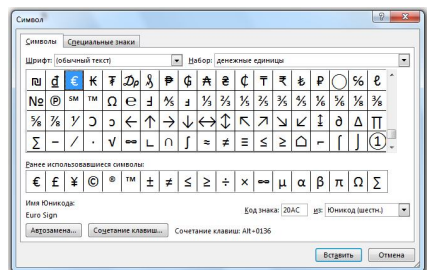 Символ
Символы Специальные знаки
Шрифт: (обычный текст) Набор: денежные единицы
₪ ₫ € ₭ ₮ ₯ ₰ ₱ ₲ ₳ ₴ ₵ ₸ ₹ ₺ ₽ ◯ ℅ ℓ
№ ℗ ℠ ™ Ω ℮ Ⅎ ⅍ ⅎ ⅓ ⅔ ⅕ ⅖ ⅗ ⅘ ⅙ ⅚ ⅛ ⅜
⅝ ⅞ ⅟ Ↄ ↄ ← ↑ → ↓ ↔ ↕ ↖ ↗ ↘ ↙ ↨ ∂ ∆ ∏
∑ − ∕ ∙ √ ∞ ∟ ∩ ∫ ≈ ≠ ≡ ≤ ≥ ⌂ ⌐ ⌠ ⌡ ①
Ранее использовавшиеся символы:
€ £ ¥ © ® ™ ± ≠ ≤ ≥ ÷ × ∞ µ α β π Ω ∑
Имя Юникода:
Euro Sign
Код знака: 20AC из: Юникод (шестн.)
Автозамена... Сочетание клавиш... Сочетание клавиш: Alt+0136
Вставить Отмена